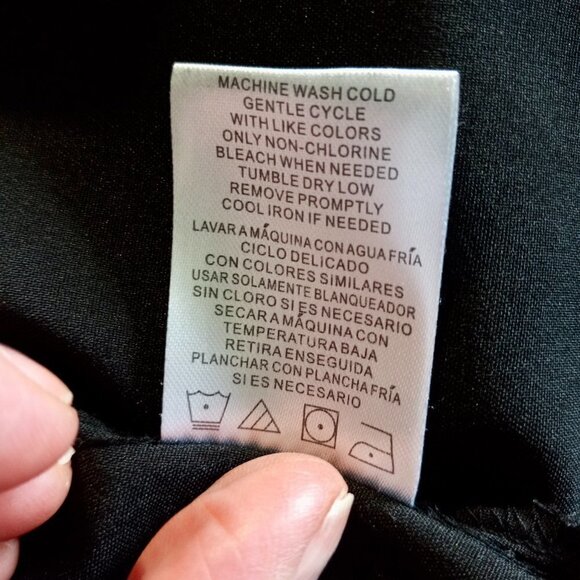 MACHINE WASH COLD
GENTLE CYCLE
WITH LIKE COLORS
ONLY NON-CHLORINE
BLEACH WHEN NEEDED
TUMBLE DRY LOW
REMOVE PROMPTLY
COOL IRON IF NEEDED
LAVAR A MÁQUINA CON AGUA FRÍA
CICLO DELICADO
CON COLORES SIMILARES
USAR SOLAMENTE BLANQUEADOR
SIN CLORO SI ES NECESARIO
SECAR A MÁQUINA CON
TEMPERATURA BAJA
RETIRA ENSEGUIDA
PLANCHAR CON PLANCHA FRÍA
SI ES NECESARIO